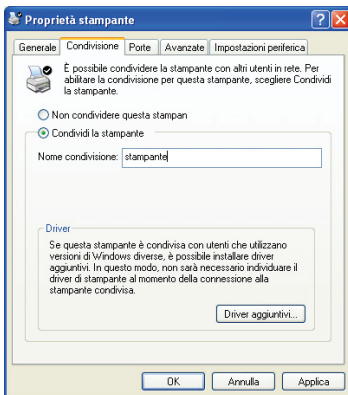 Proprietà stampante
Generale Condivisione Porte Avanzate Impostazioni periferica
È possibile condividere la stampante con altri utenti in rete. Per
abilitare la condivisione per questa stampante, scegliere Condividi
la stampante.
Non condividere questa stampan
Condividi la stampante
Nome condivisione: stampante
Driver
Se questa stampante è condivisa con utenti che utilizzano
versioni di Windows diverse, è possibile installare driver
aggiuntivi. In questo modo, non sarà necessario individuare il
driver di stampante al momento della connessione alla
stampante condivisa.
Driver aggiuntivi...
OK Annulla Applica